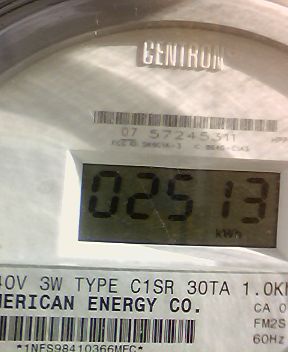 CENTRON
07 57245311
02513
kWh
40V 3W TYPE C1SR 30TA 1.0K
MERICAN ENERGY CO.
CA 0
FM2S
60Hz
*1NFS98410366MFC*